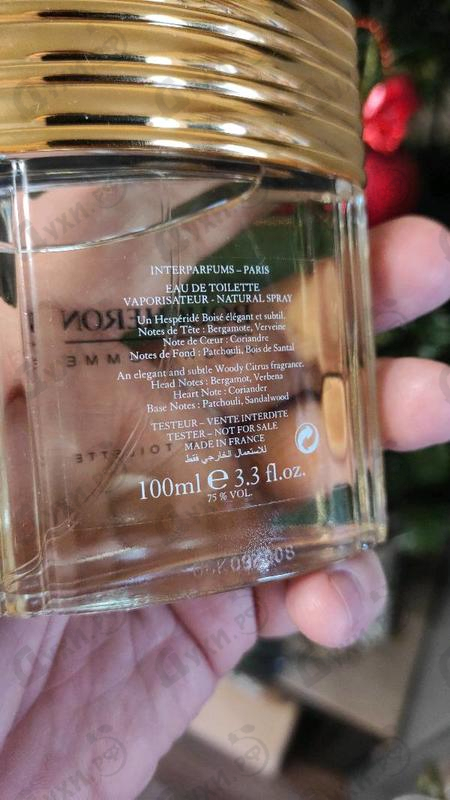 INTERPARFUMS – PARIS
EAU DE TOILETTE
VAPORISATEUR - NATURAL SPRAY
Un Hespéridé Boisé élégant et subtil.
Notes de Tête : Bergamote, Verveine
Note de Cœur : Coriandre
Notes de Fond : Patchouli, Bois de Santal
An elegant and subtle Woody Citrus fragrance.
Head Notes : Bergamot, Verbena
Heart Note : Coriander
Base Notes : Patchouli, Sandalwood
TESTEUR – VENTE INTERDITE
TESTER – NOT FOR SALE
MADE IN FRANCE
للاستعمال الخارجي فقط
100ml e 3.3 fl.oz.
75 % VOL.